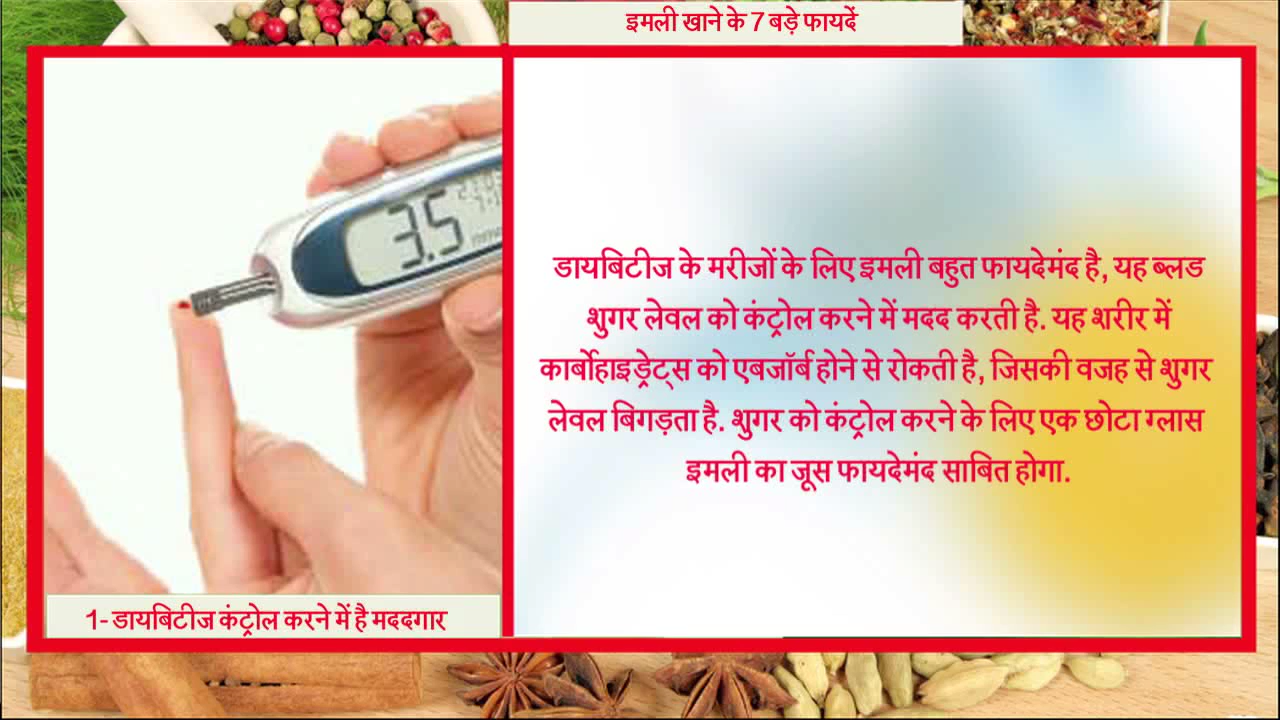 इमली खाने के 7 बड़े फायदें
3.5
डायबिटीज के मरीजों के लिए इमली बहुत फायदेमंद है, यह ब्लड
शुगर लेवल को कंट्रोल करने में मदद करती है. यह शरीर में
कार्बोहाइड्रेट्स को एबजॉर्ब होने से रोकती है, जिसकी वजह से शुगर
लेवल बिगड़ता है. शुगर को कंट्रोल करने के लिए एक छोटा ग्लास
इमली का जूस फायदेमंद साबित होगा.
1- डायबिटीज कंट्रोल करने में है मददगार